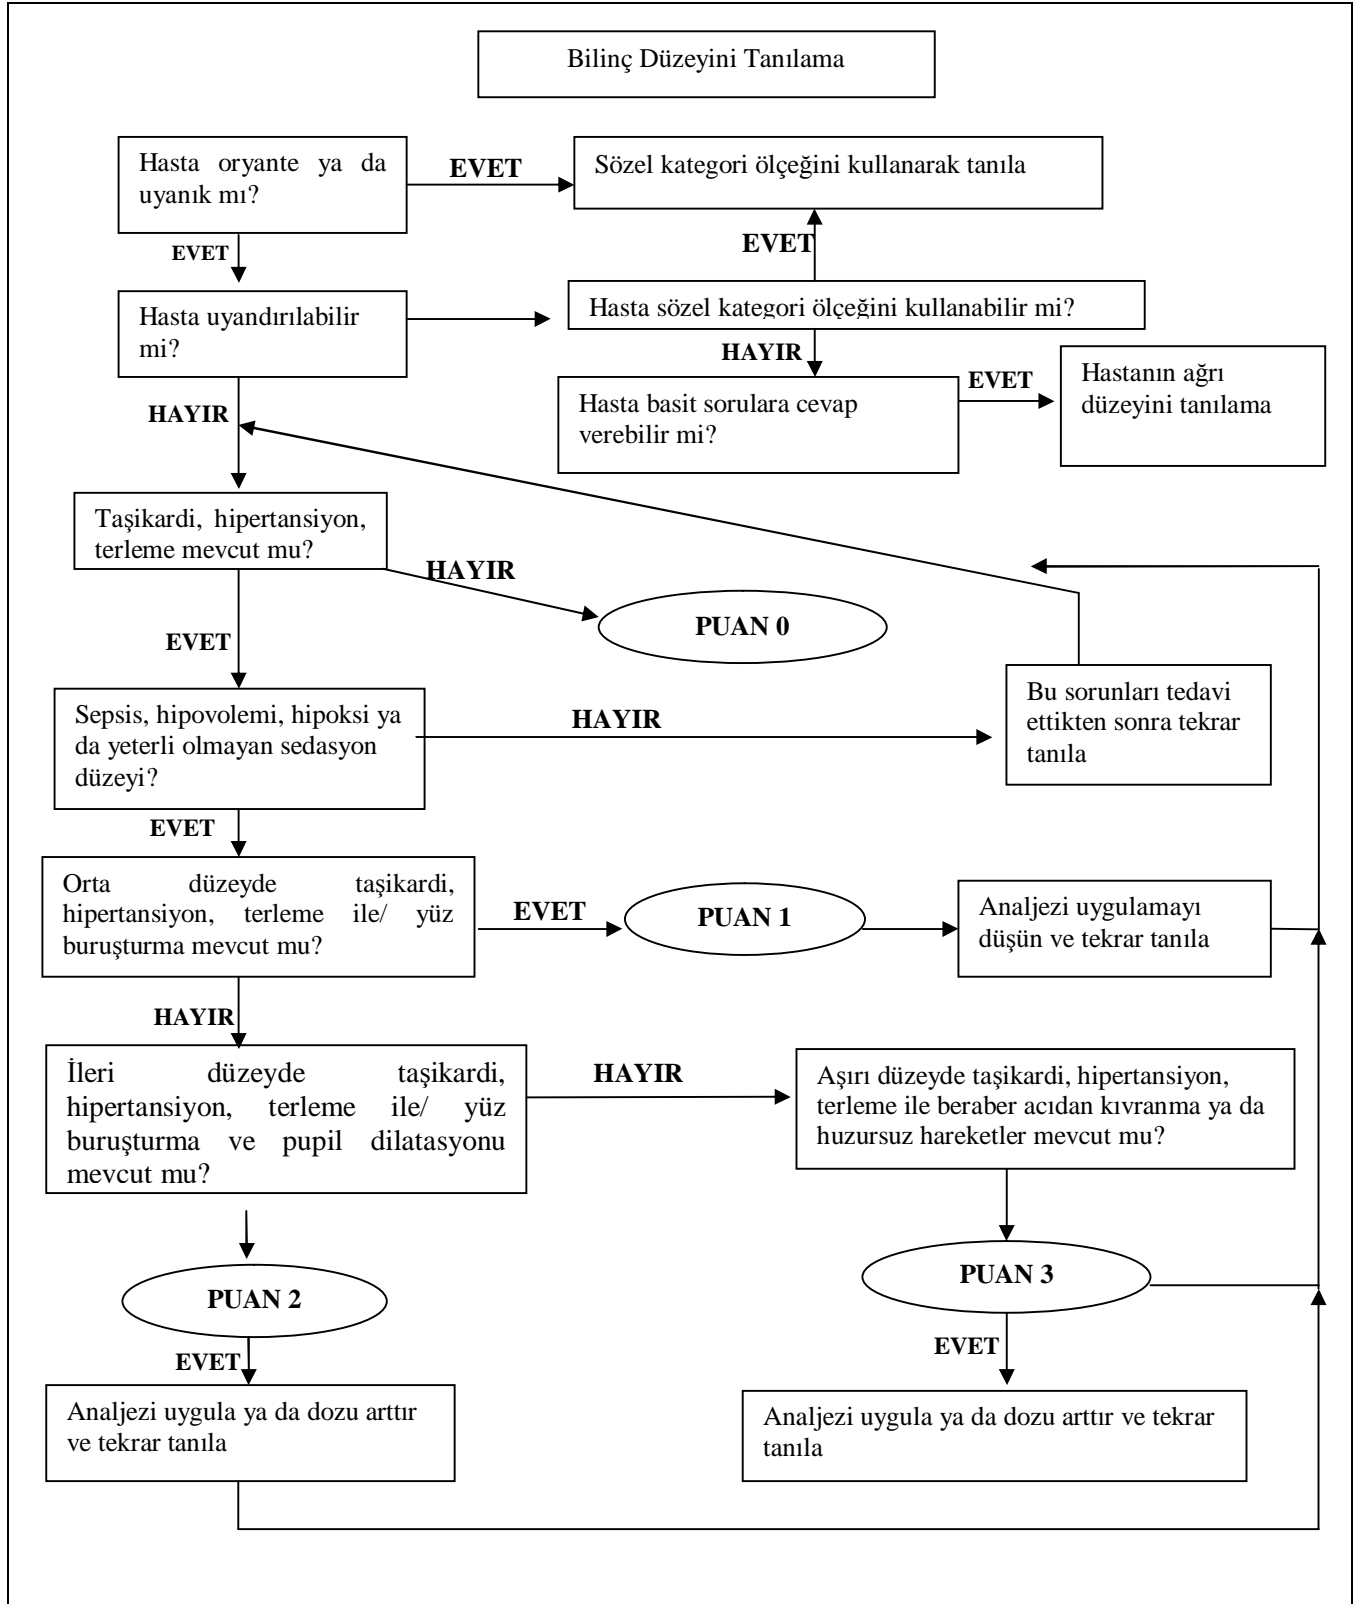 Bilinç Düzeyini Tanılama
Hasta oryante ya da
uyanık mı?
EVET
Sözel kategori ölçeğini kullanarak tanıla
EVET
EVET
Hasta uyandırılabilir
mi?
Hasta sözel kategori ölçeğini kullanabilir mi?
HAYIR
Hasta basit sorulara cevap
verebilir mi?
EVET
Hastanın ağrı
düzeyini tanılama
HAYIR
Taşikardi, hipertansiyon,
terleme mevcut mu?
HAYIR
PUAN 0
EVET
Sepsis, hipovolemi, hipoksi ya
da yeterli olmayan sedasyon
düzeyi?
HAYIR
Bu sorunları tedavi
ettikten sonra tekrar
tanıla
EVET
Orta düzeyde taşikardi,
hipertansiyon, terleme ile/ yüz
buruşturma mevcut mu?
EVET
PUAN 1
Analjezi uygulamayı
düşün ve tekrar tanıla
HAYIR
İleri düzeyde taşikardi,
hipertansiyon, terleme ile/ yüz
buruşturma ve pupil dilatasyonu
mevcut mu?
HAYIR
Aşırı düzeyde taşikardi, hipertansiyon,
terleme ile beraber acıdan kıvranma ya da
huzursuz hareketler mevcut mu?
PUAN 2
PUAN 3
EVET
EVET
Analjezi uygula ya da dozu arttır
ve tekrar tanıla
Analjezi uygula ya da dozu arttır ve tekrar
tanıla